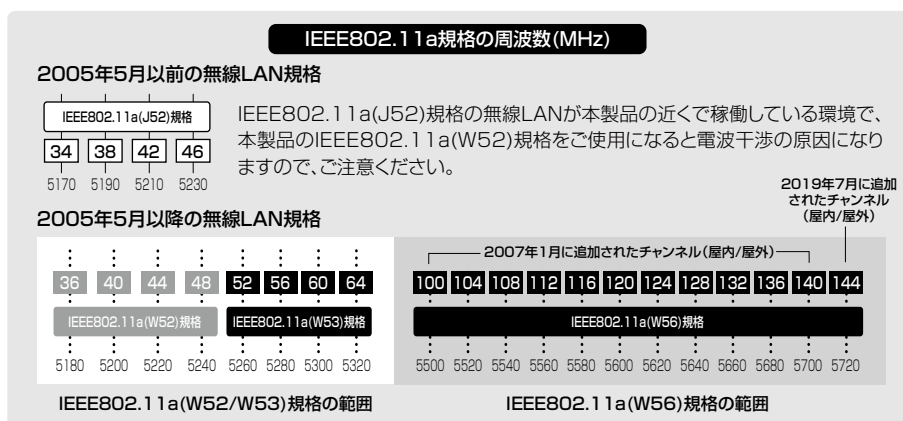 IEEE802.11a規格の周波数(MHz)
2005年5月以前の無線LAN規格
IEEE802.11a(J52)規格
34 38 42 46
5170 5190 5210 5230
IEEE802.11a(J52)規格の無線LANが本製品の近くで稼働している環境で、
本製品のIEEE802.11a(W52)規格をご使用になると電波干渉の原因になり
ますので、ご注意ください。
2019年7月に追加
されたチャンネル
(屋内/屋外)
2005年5月以降の無線LAN規格
2007年1月に追加されたチャンネル(屋内/屋外)
36 40 44 48 52 56 60 64 100 104 108 112 116 120 124 128 132 136 140 144
IEEE802.11a(W52)規格 IEEE802.11a(W53)規格 IEEE802.11a(W56)規格
5180 5200 5220 5240 5260 5280 5300 5320 5500 5520 5540 5560 5580 5600 5620 5640 5660 5680 5700 5720
IEEE802.11a(W52/W53)規格の範囲 IEEE802.11a(W56)規格の範囲